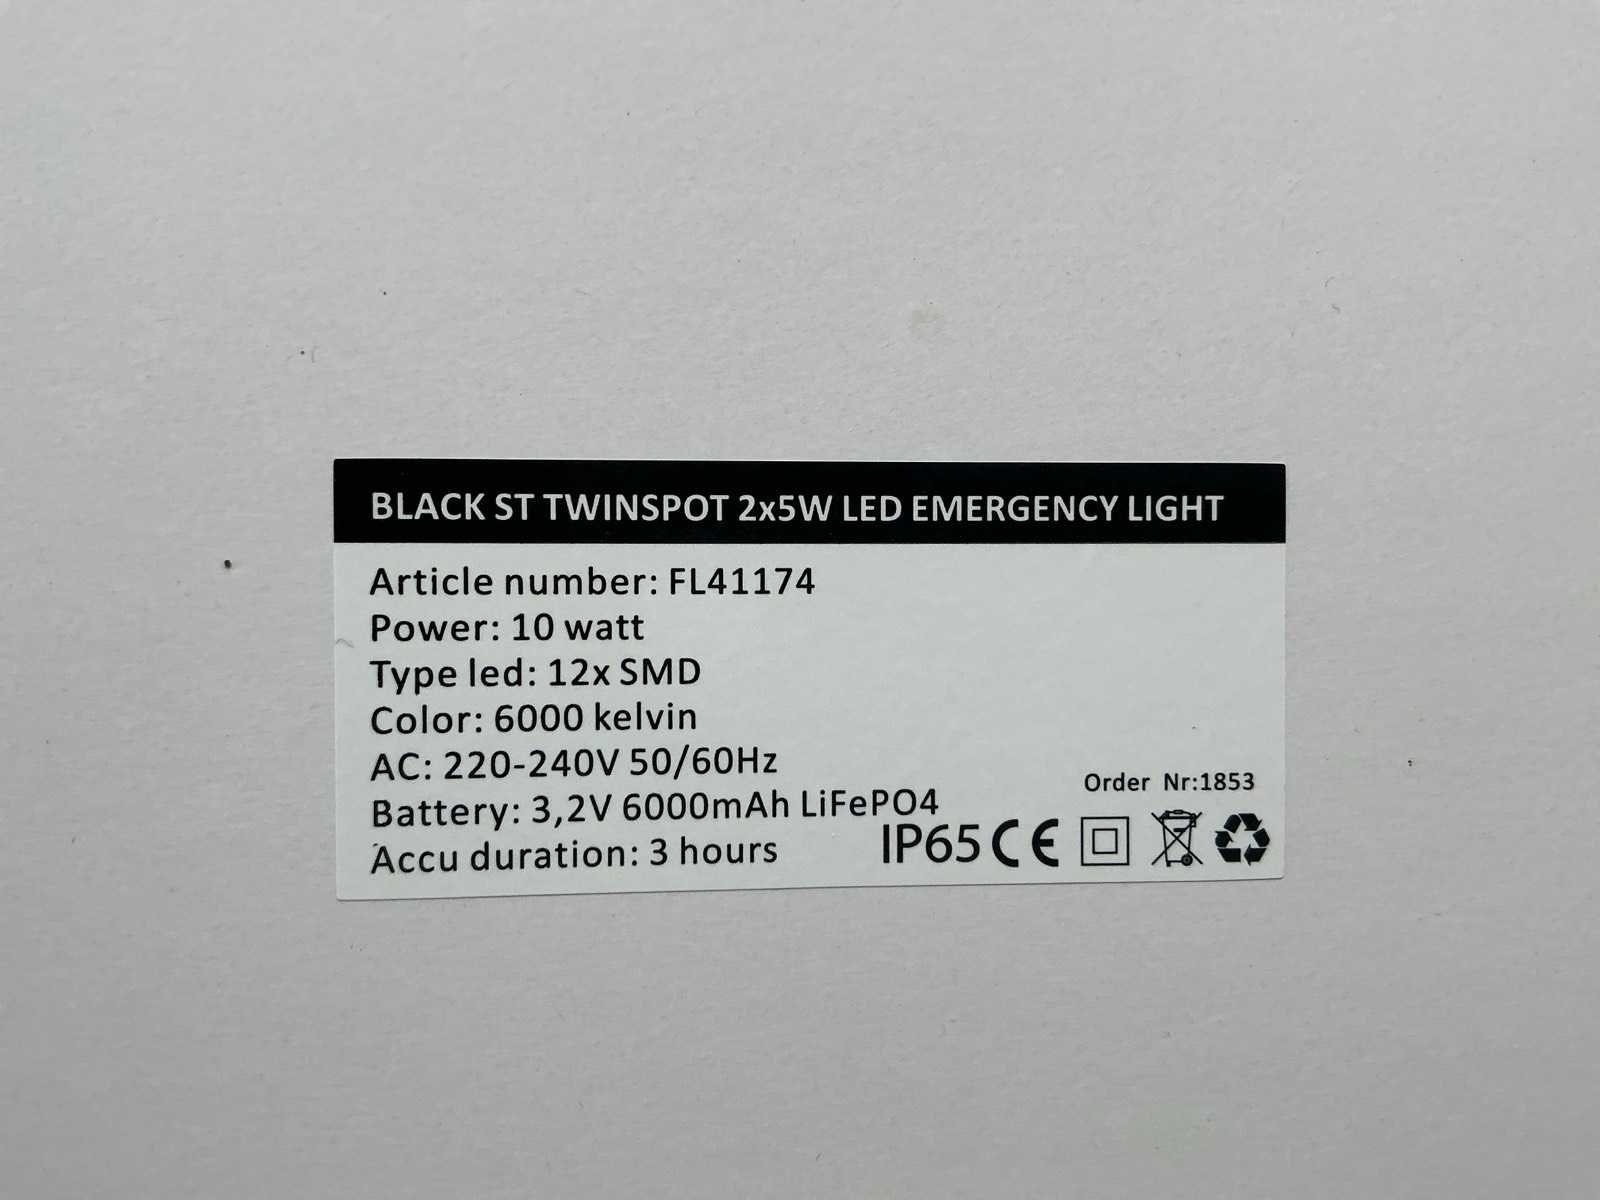 BLACK ST TWINSPOT 2x5W LED EMERGENCY LIGHT
Article number: FL41174
Power: 10 watt
Type led: 12x SMD
Color: 6000 kelvin
AC: 220-240V 50/60Hz
Battery: 3,2V 6000mAh LiFePO4
Accu duration: 3 hours
Order Nr:1853
IP65 CE